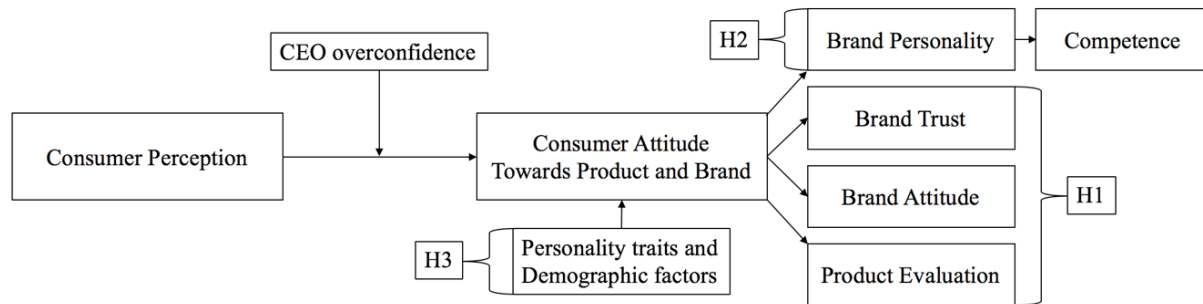 CEO overconfidence
H2
Brand Personality
Competence
Consumer Perception
Consumer Attitude
Towards Product and Brand
Brand Trust
Brand Attitude
H1
H3
Personality traits and
Demographic factors
Product Evaluation